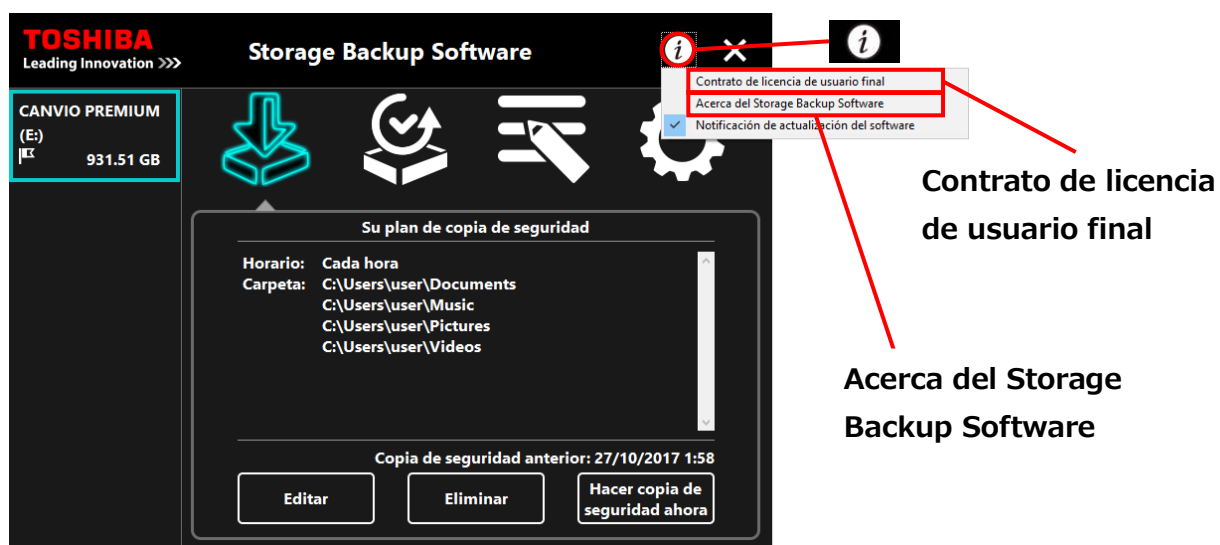 TOSHIBA
Leading Innovation >>>
Storage Backup Software
i
i
Contrato de licencia de usuario final
Acerca del Storage Backup Software
Notificación de actualización del software
CANVIO PREMIUM
(E:)
931.51 GB
Contrato de licencia
de usuario final
Su plan de copia de seguridad
Horario: Cada hora
Carpeta: C:\Users\user\Documents
C:\Users\user\Music
C:\Users\user\Pictures
C:\Users\user\Videos
Acerca del Storage
Backup Software
Copia de seguridad anterior: 27/10/2017 1:58
Editar
Eliminar
Hacer copia de
seguridad ahora